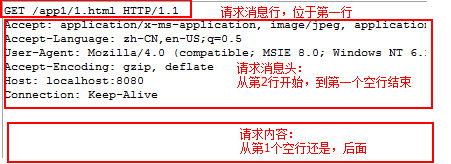 GET /app1/1.html HTTP/1.1 请求消息行，位于第一行
Accept: application/x-ms-application, image/jpeg, application
Accept-Language: zh-CN,en-US;q=0.5
User-Agent: Mozilla/4.0 (compatible; MSIE 8.0; Windows NT 6.
Accept-Encoding: gzip, deflate 请求消息头：
Host: localhost:8080 从第2行开始，到第一个空行结束
Connection: Keep-Alive
请求内容：
从第1个空行还是，后面